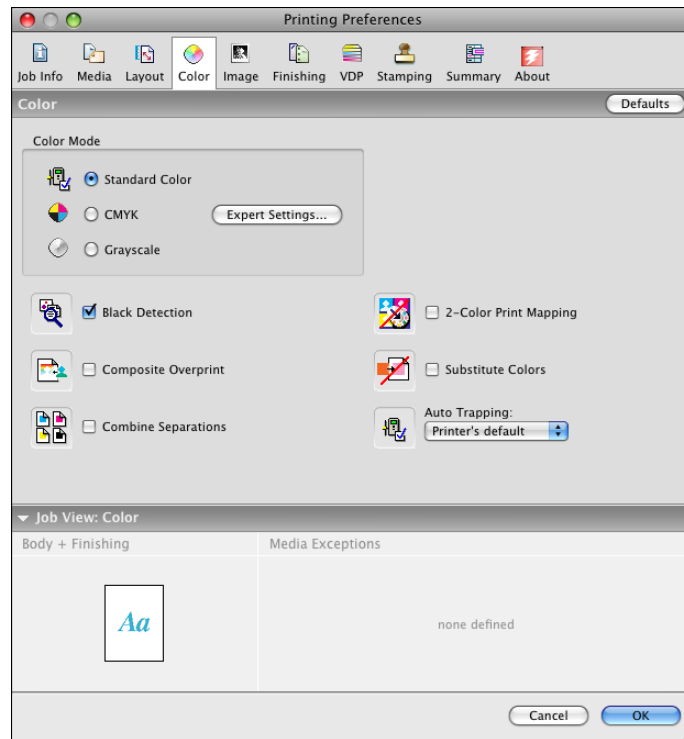 Printing Preferences
Job Info Media Layout Color Image Finishing VDP Stamping Summary About
Color Defaults
Color Mode
Standard Color
CMYK Expert Settings...
Grayscale
Black Detection 2-Color Print Mapping
Composite Overprint Substitute Colors
Auto Trapping:
Combine Separations Printer's default
Job View: Color
Body + Finishing Media Exceptions
Aa none defined
Cancel OK